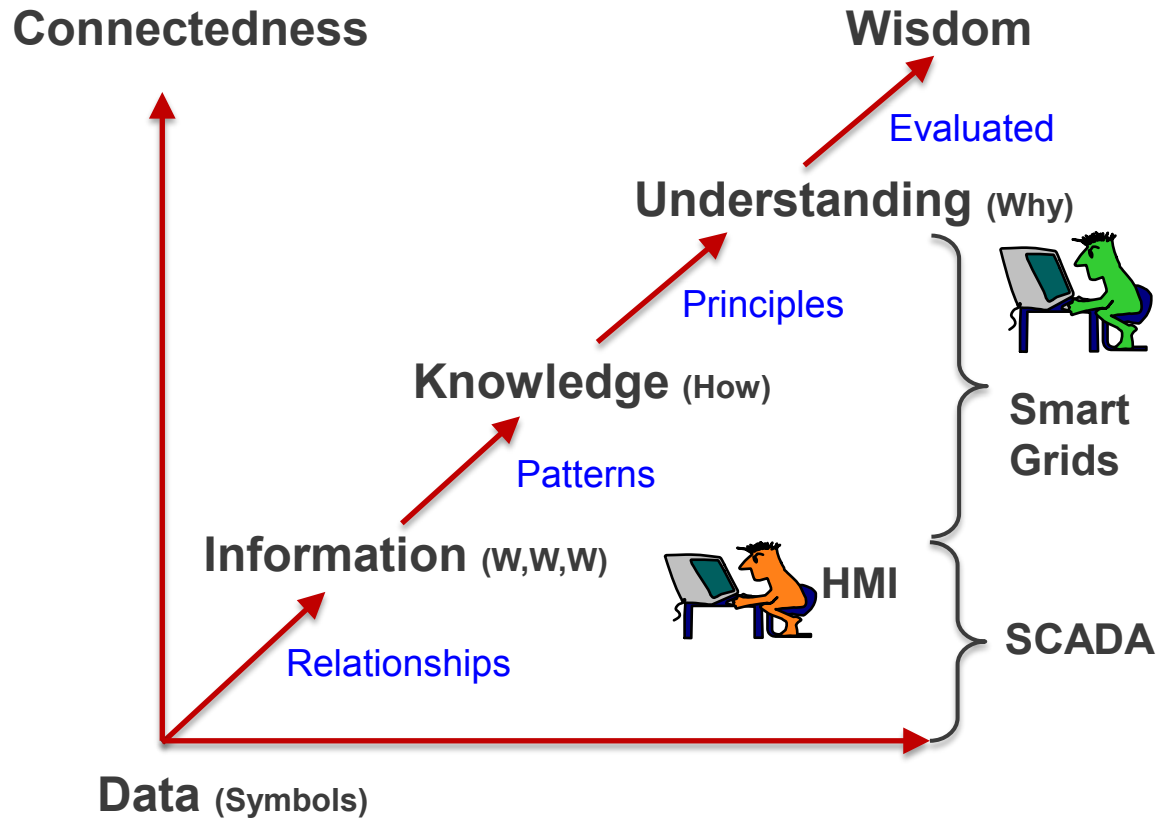 Connectedness
Wisdom
Evaluated
Understanding (Why)
Principles
Knowledge (How)
Smart
Grids
Patterns
Information (W,W,W)
HMI
SCADA
Relationships
Data (Symbols)